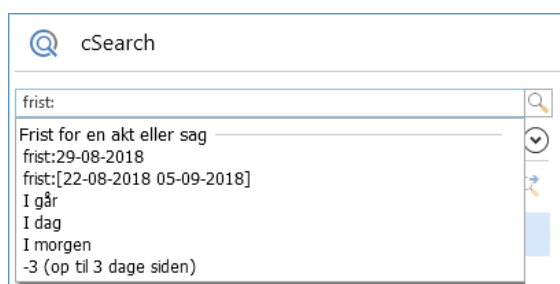 cSearch
frist:
Frist for en akt eller sag
frist:29-08-2018
frist:[22-08-2018 05-09-2018]
I går
I dag
I morgen
-3 (op til 3 dage siden)